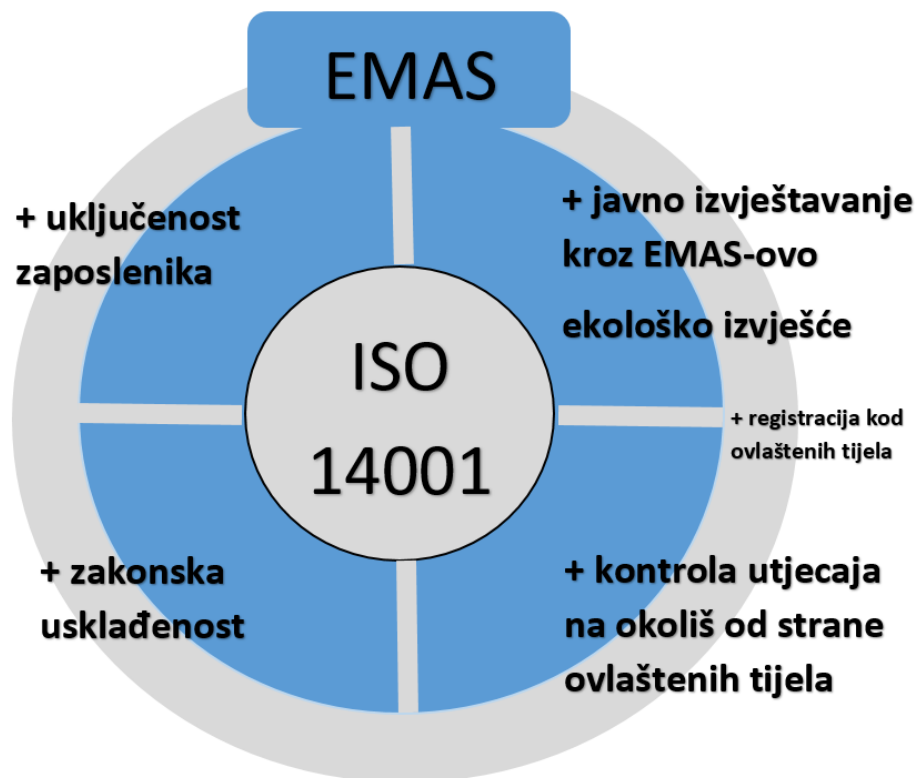 EMAS
+ uključenost
zaposlenika
+ javno izvještavanje
kroz EMAS-ovo
ekološko izvješće
ISO
14001
+ registracija kod
ovlaštenih tijela
+ zakonska
usklađenost
+ kontrola utjecaja
na okoliš od strane
ovlaštenih tijela